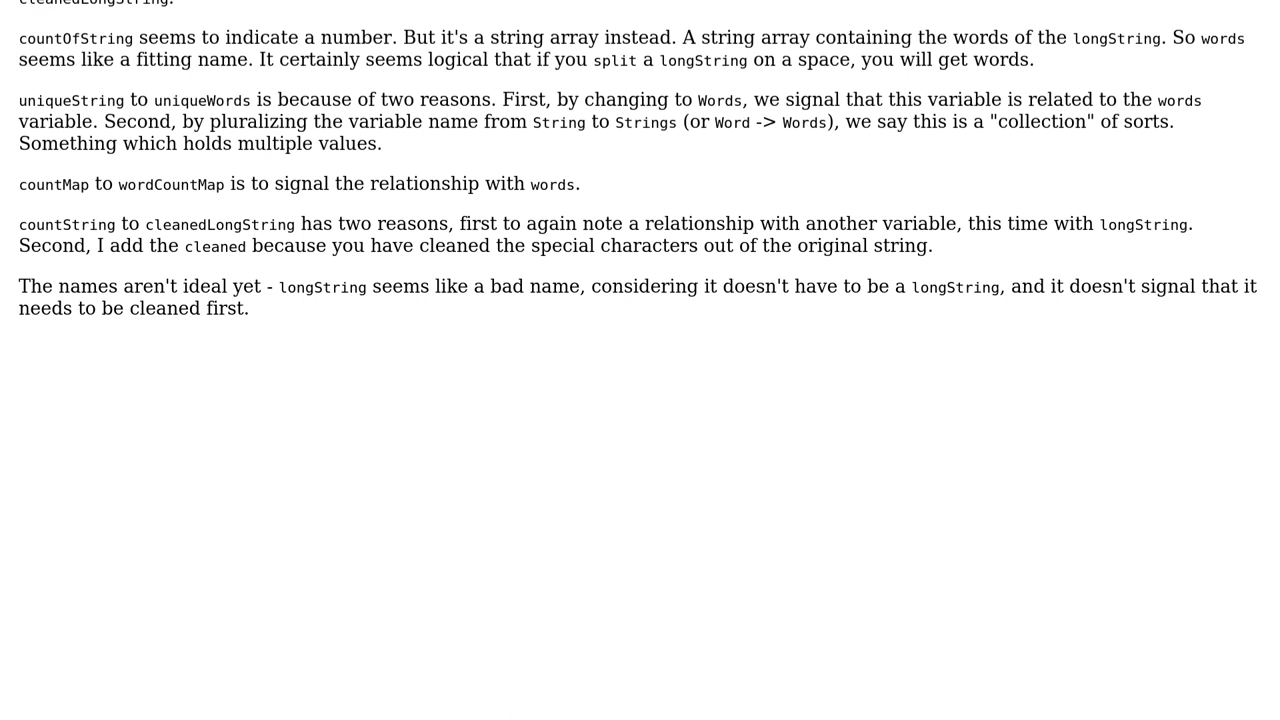 cleanedLongString.
countOfString seems to indicate a number. But it's a string array instead. A string array containing the words of the longString. So words
seems like a fitting name. It certainly seems logical that if you split a longString on a space, you will get words.
uniqueString to uniqueWords is because of two reasons. First, by changing to Words, we signal that this variable is related to the words
variable. Second, by pluralizing the variable name from String to Strings (or Word -> Words), we say this is a "collection" of sorts.
Something which holds multiple values.
countMap to wordCountMap is to signal the relationship with words.
countString to cleanedLongString has two reasons, first to again note a relationship with another variable, this time with longString.
Second, I add the cleaned because you have cleaned the special characters out of the original string.
The names aren't ideal yet - longString seems like a bad name, considering it doesn't have to be a longString, and it doesn't signal that it
needs to be cleaned first.